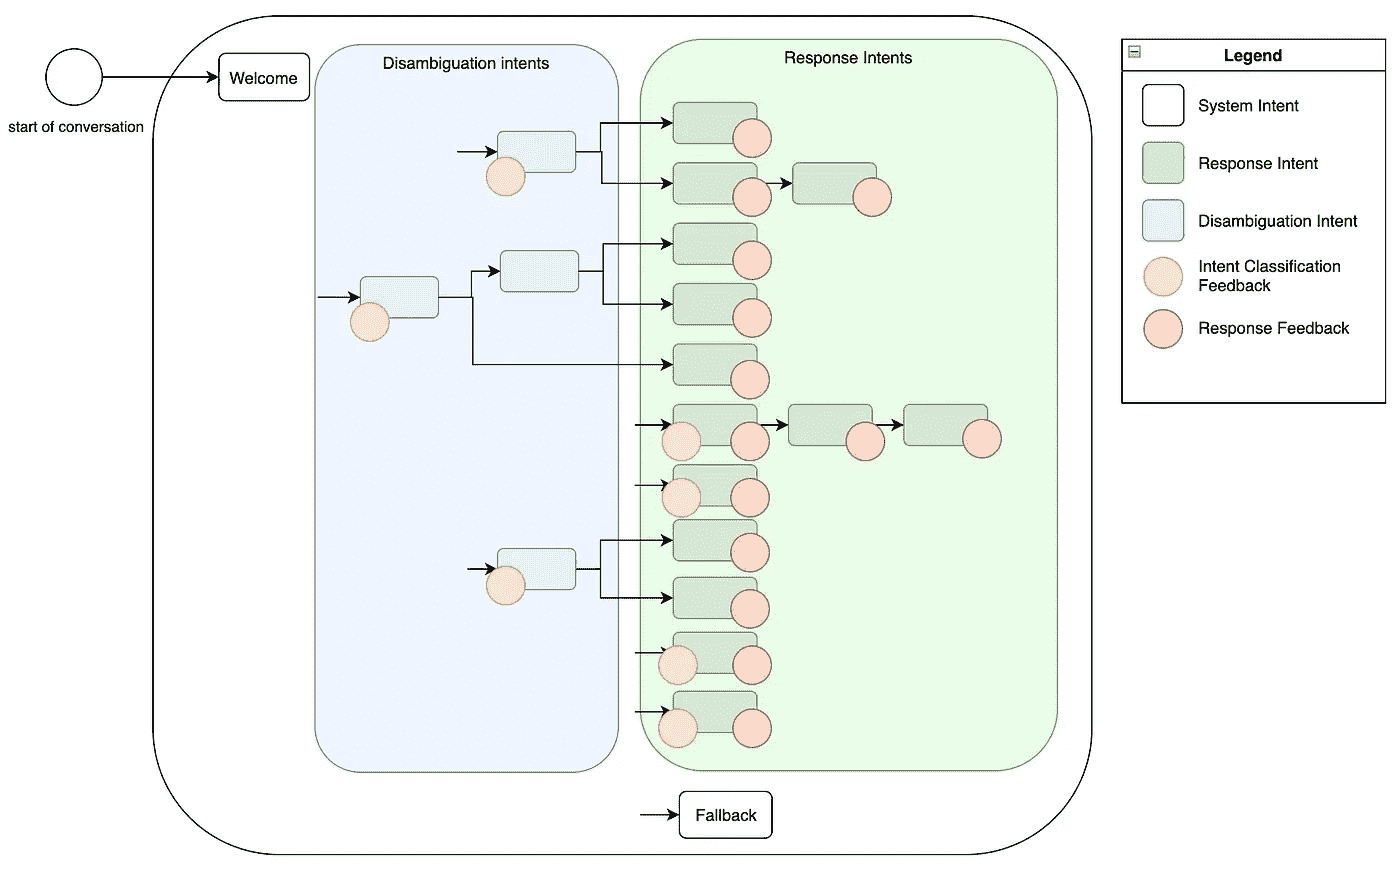 start of conversation
Welcome
Disambiguation intents
Response Intents
Fallback
Legend
System Intent
Response Intent
Disambiguation Intent
Intent Classification
Feedback
Response Feedback